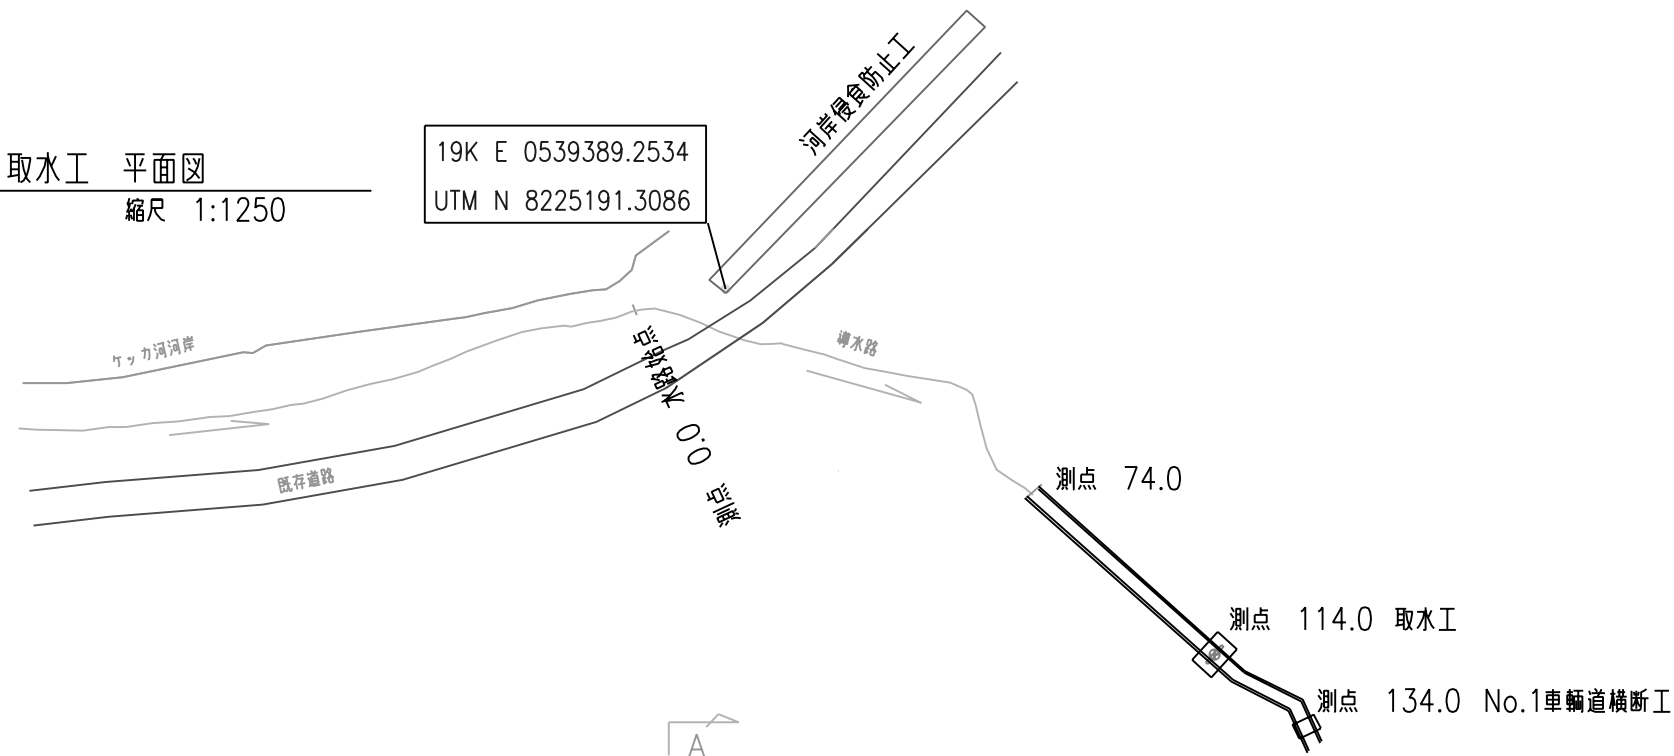 取水工 平面図
縮尺 1:1250
19K E 0539389.2534
UTM N 8225191.3086
河岸侵食防止工
ケッカ河河岸
導水路
既存道路
測点 0.0 水路始点
測点 74.0
測点 114.0 取水工
測点 134.0 No.1車輌道横断工
A